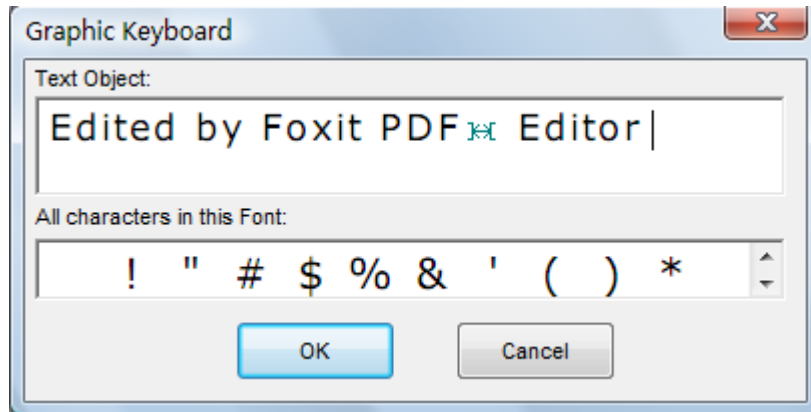 Graphic Keyboard
Text Object:
Edited by Foxit PDF Editor
All characters in this Font:
! " # $ % & ' ( ) *
OK Cancel